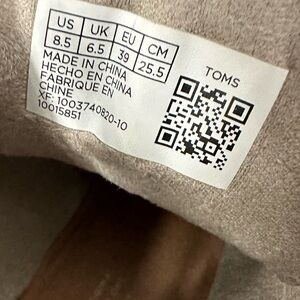 US UK EU CM
8.5 6.5 39 25.5
MADE IN CHINA
HECHO EN CHINA
FABRIQUE EN
CHINE
XF: 1003740820-10
10015851
TOMS